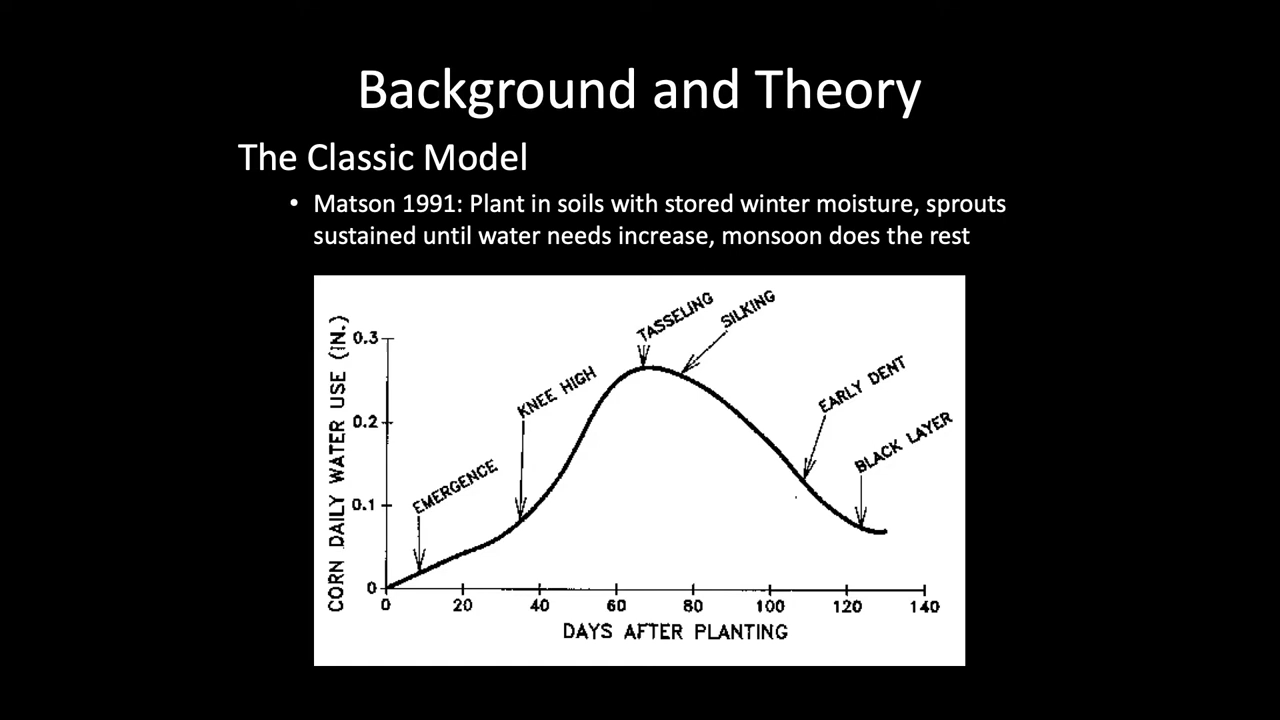 Background and Theory
The Classic Model
• Matson 1991: Plant in soils with stored winter moisture, sprouts
sustained until water needs increase, monsoon does the rest
CORN DAILY WATER USE (IN.)
0.3
0.2
0.1
0
EMERGENCE
KNEE HIGH
TASSELING
SILKING
EARLY DENT
BLACK LAYER
0 20 40 60 80 100 120 140
DAYS AFTER PLANTING